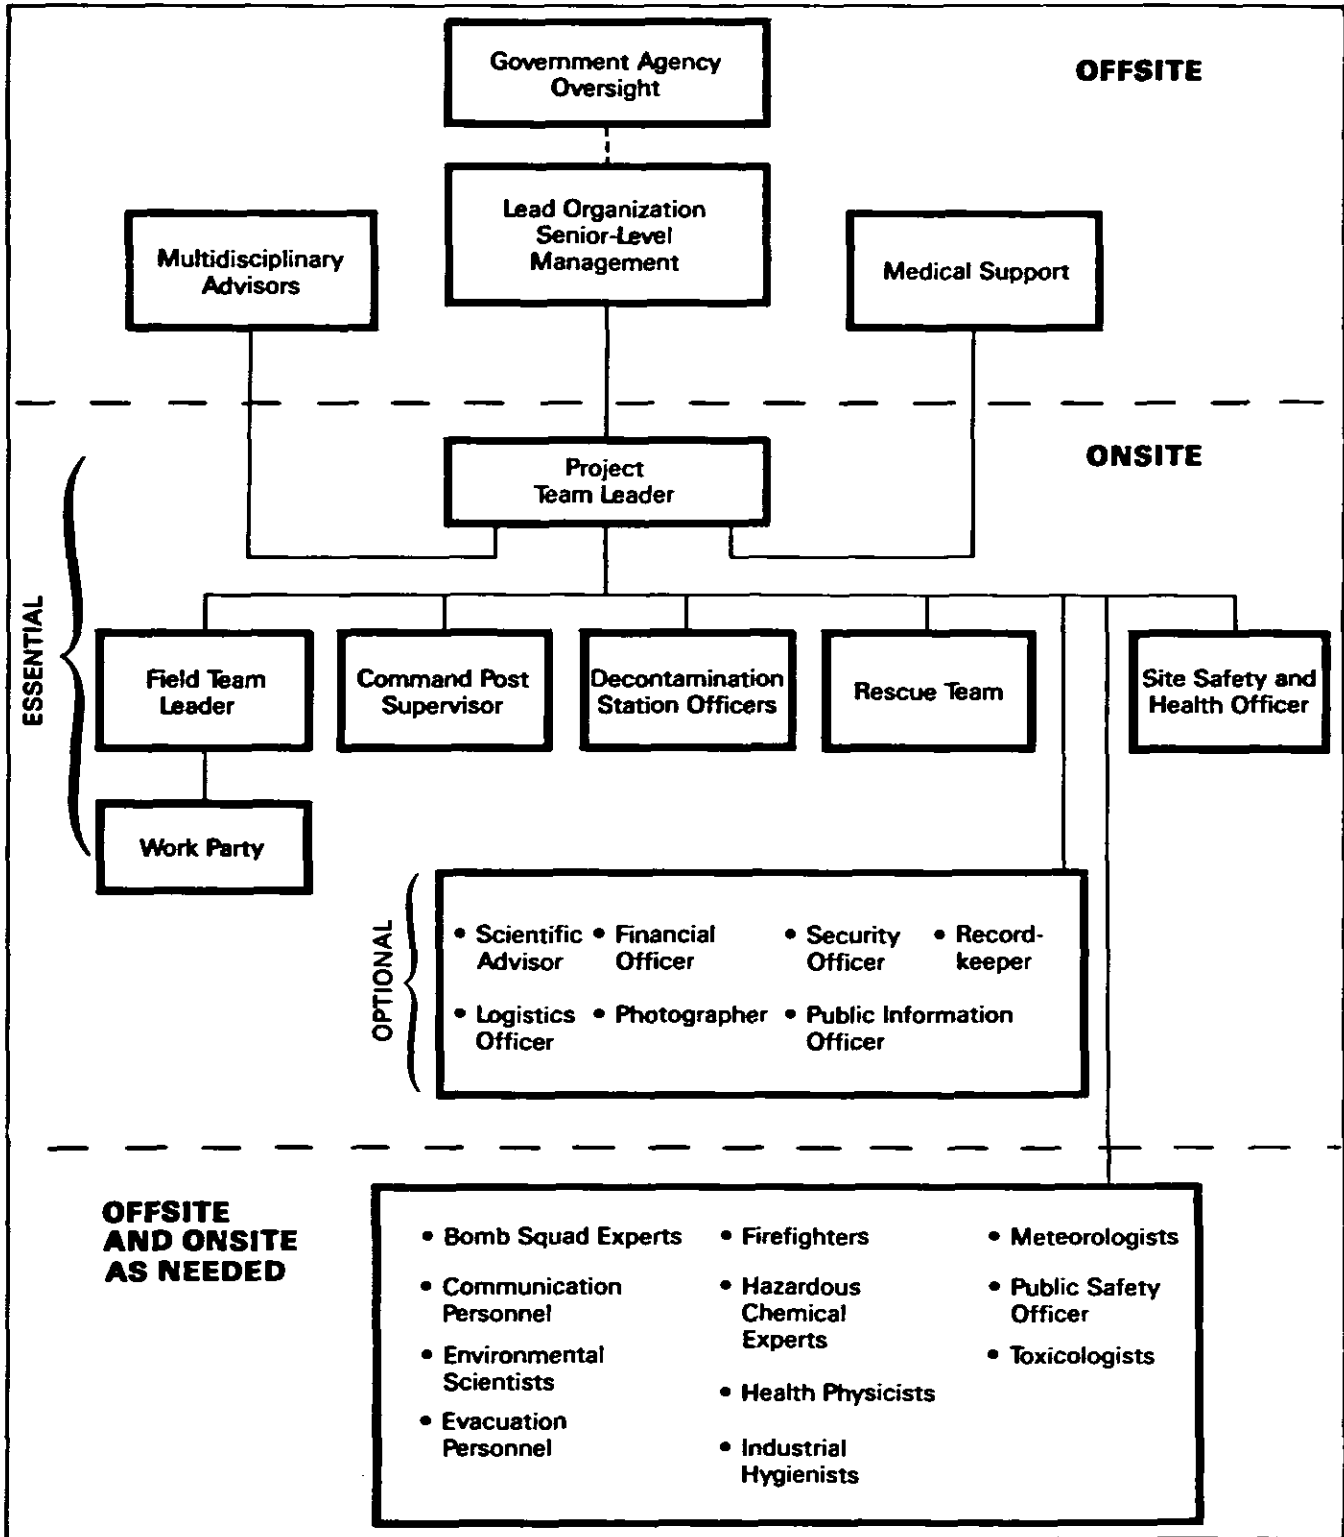 Government Agency
Oversight
OFFSITE
Lead Organization
Senior-Level
Management
Multidisciplinary
Advisors
Medical Support
ONSITE
Project
Team Leader
ESSENTIAL
Field Team
Leader
Command Post
Supervisor
Decontamination
Station Officers
Rescue Team
Site Safety and
Health Officer
Work Party
OPTIONAL
• Scientific
Advisor
• Financial
Officer
• Security
Officer
• Record-
keeper
• Logistics
Officer
• Photographer
• Public Information
Officer
OFFSITE
AND ONSITE
AS NEEDED
• Bomb Squad Experts
• Communication
Personnel
• Environmental
Scientists
• Evacuation
Personnel
• Firefighters
• Hazardous
Chemical
Experts
• Health Physicists
• Industrial
Hygienists
• Meteorologists
• Public Safety
Officer
• Toxicologists